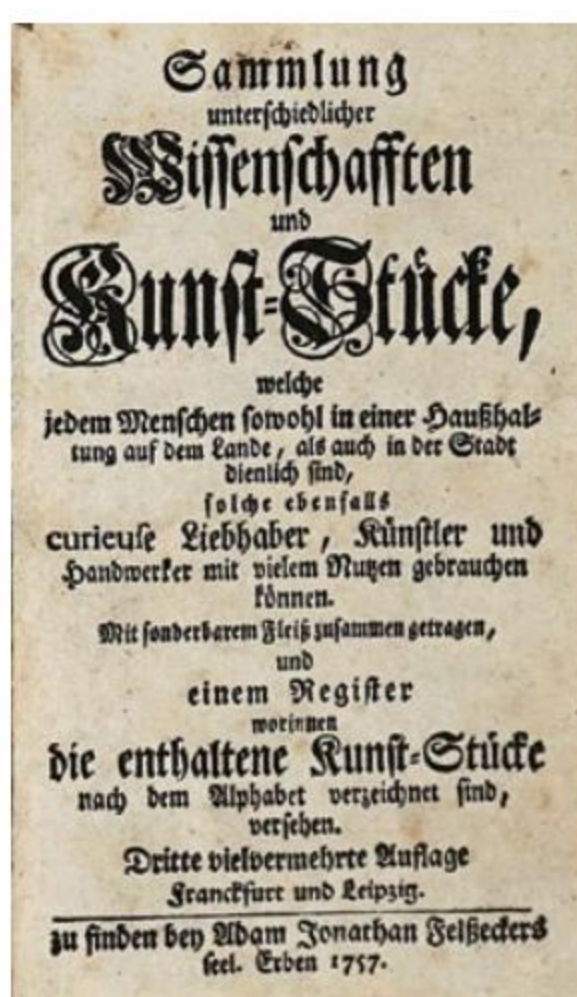 Sammlung
unterschiedlicher
Wissenschafften
und
Kunst-Stücke,
welche
jedem Menschen sowohl in einer Haußhal-
tung auf dem Lande, als auch in der Stadt
dienlich sind,
solche ebenfalls
curieuse Liebhaber, Künstler und
Handwerker mit vielem Nutzen gebrauchen
können.
Mit sonderbarem Fleiß zusammen getragen,
und
einem Register
worinnen
die enthaltene Kunst-Stücke
nach dem Alphabet verzeichnet sind,
versehen.
Dritte vielvermehrte Auflage
Franckfurt und Leipzig.
zu finden bey Adam Jonathan Felßeckers
seel. Erben 1757.